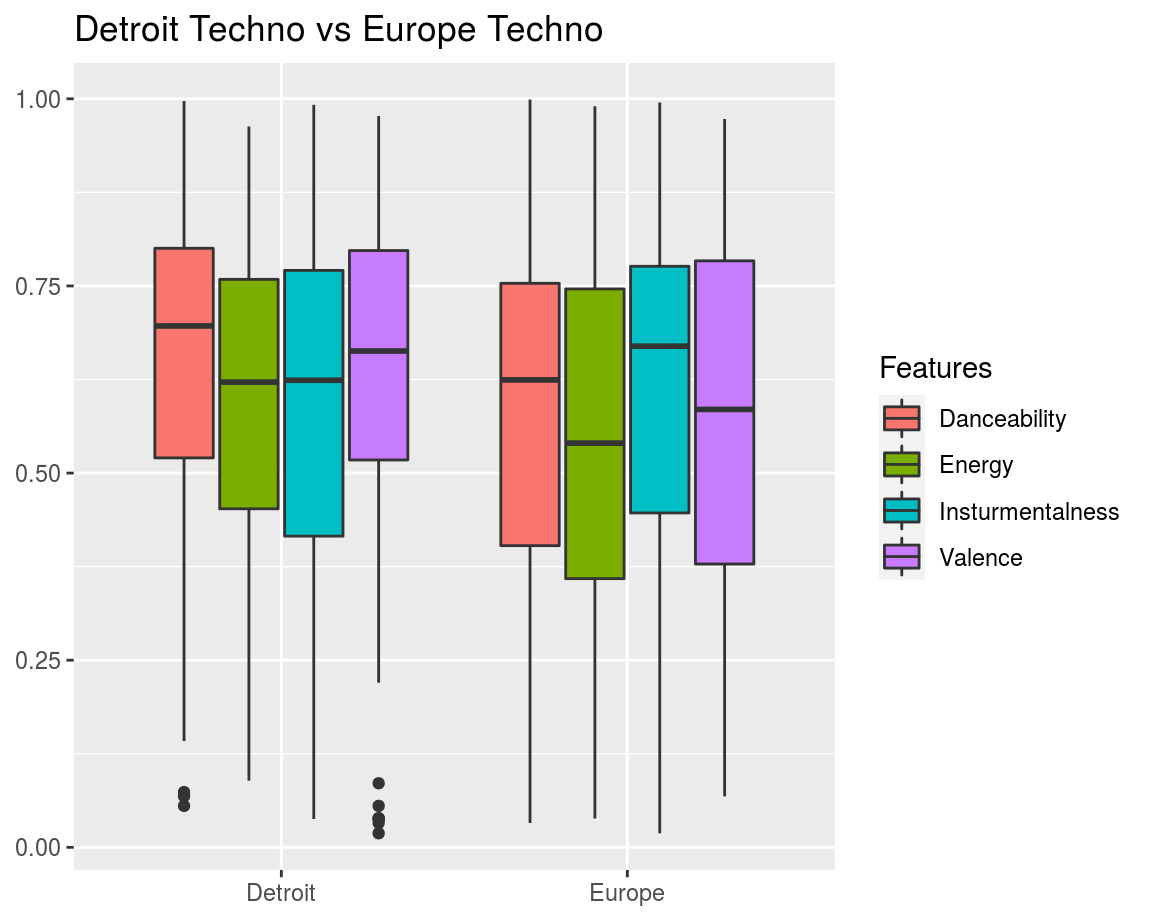 Detroit Techno vs Europe Techno
1.00
0.75
0.50
0.25
0.00
Detroit Europe
Features
Danceability
Energy
Insturmentalness
Valence